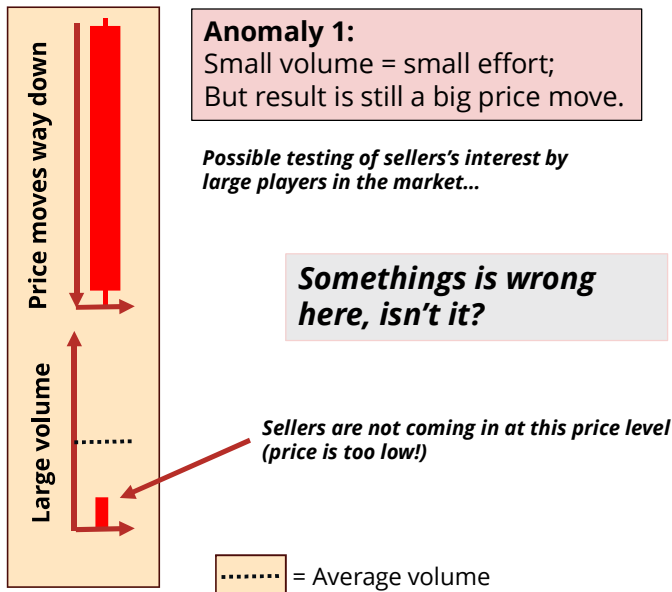 Price moves way down
Large volume
Anomaly 1:
Small volume = small effort;
But result is still a big price move.
Possible testing of sellers's interest by
large players in the market...
Somethings is wrong
here, isn't it?
Sellers are not coming in at this price level
(price is too low!)
= Average volume